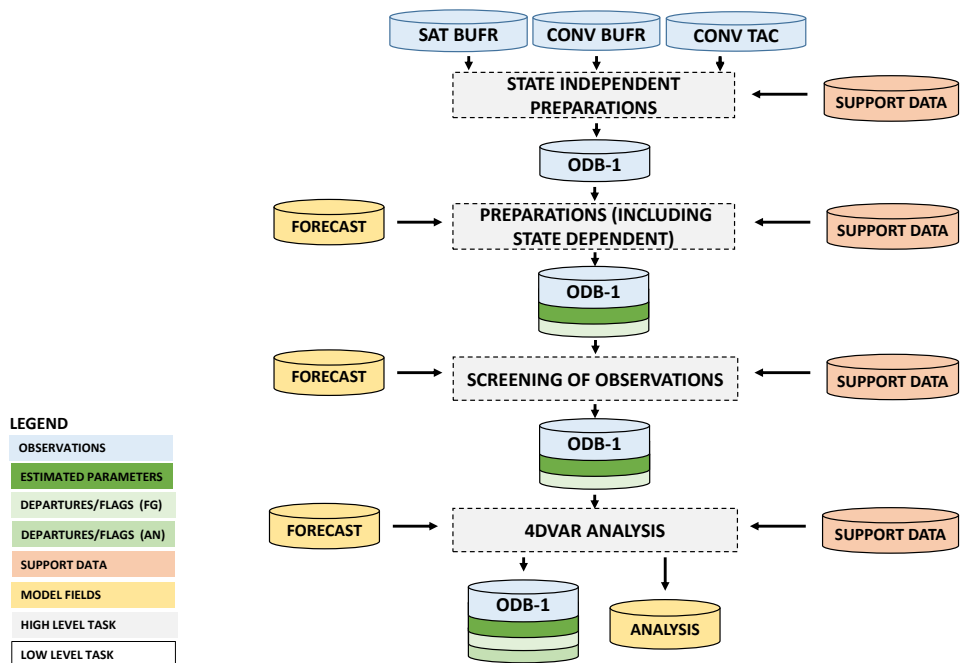 SAT BUFR
CONV BUFR
CONV TAC
STATE INDEPENDENT
PREPARATIONS
SUPPORT DATA
ODB-1
FORECAST
PREPARATIONS (INCLUDING
STATE DEPENDENT)
SUPPORT DATA
ODB-1
FORECAST
SCREENING OF OBSERVATIONS
SUPPORT DATA
ODB-1
FORECAST
4DVAR ANALYSIS
SUPPORT DATA
ODB-1
ANALYSIS
LEGEND
OBSERVATIONS
ESTIMATED PARAMETERS
DEPARTURES/FLAGS (FG)
DEPARTURES/FLAGS (AN)
SUPPORT DATA
MODEL FIELDS
HIGH LEVEL TASK
LOW LEVEL TASK